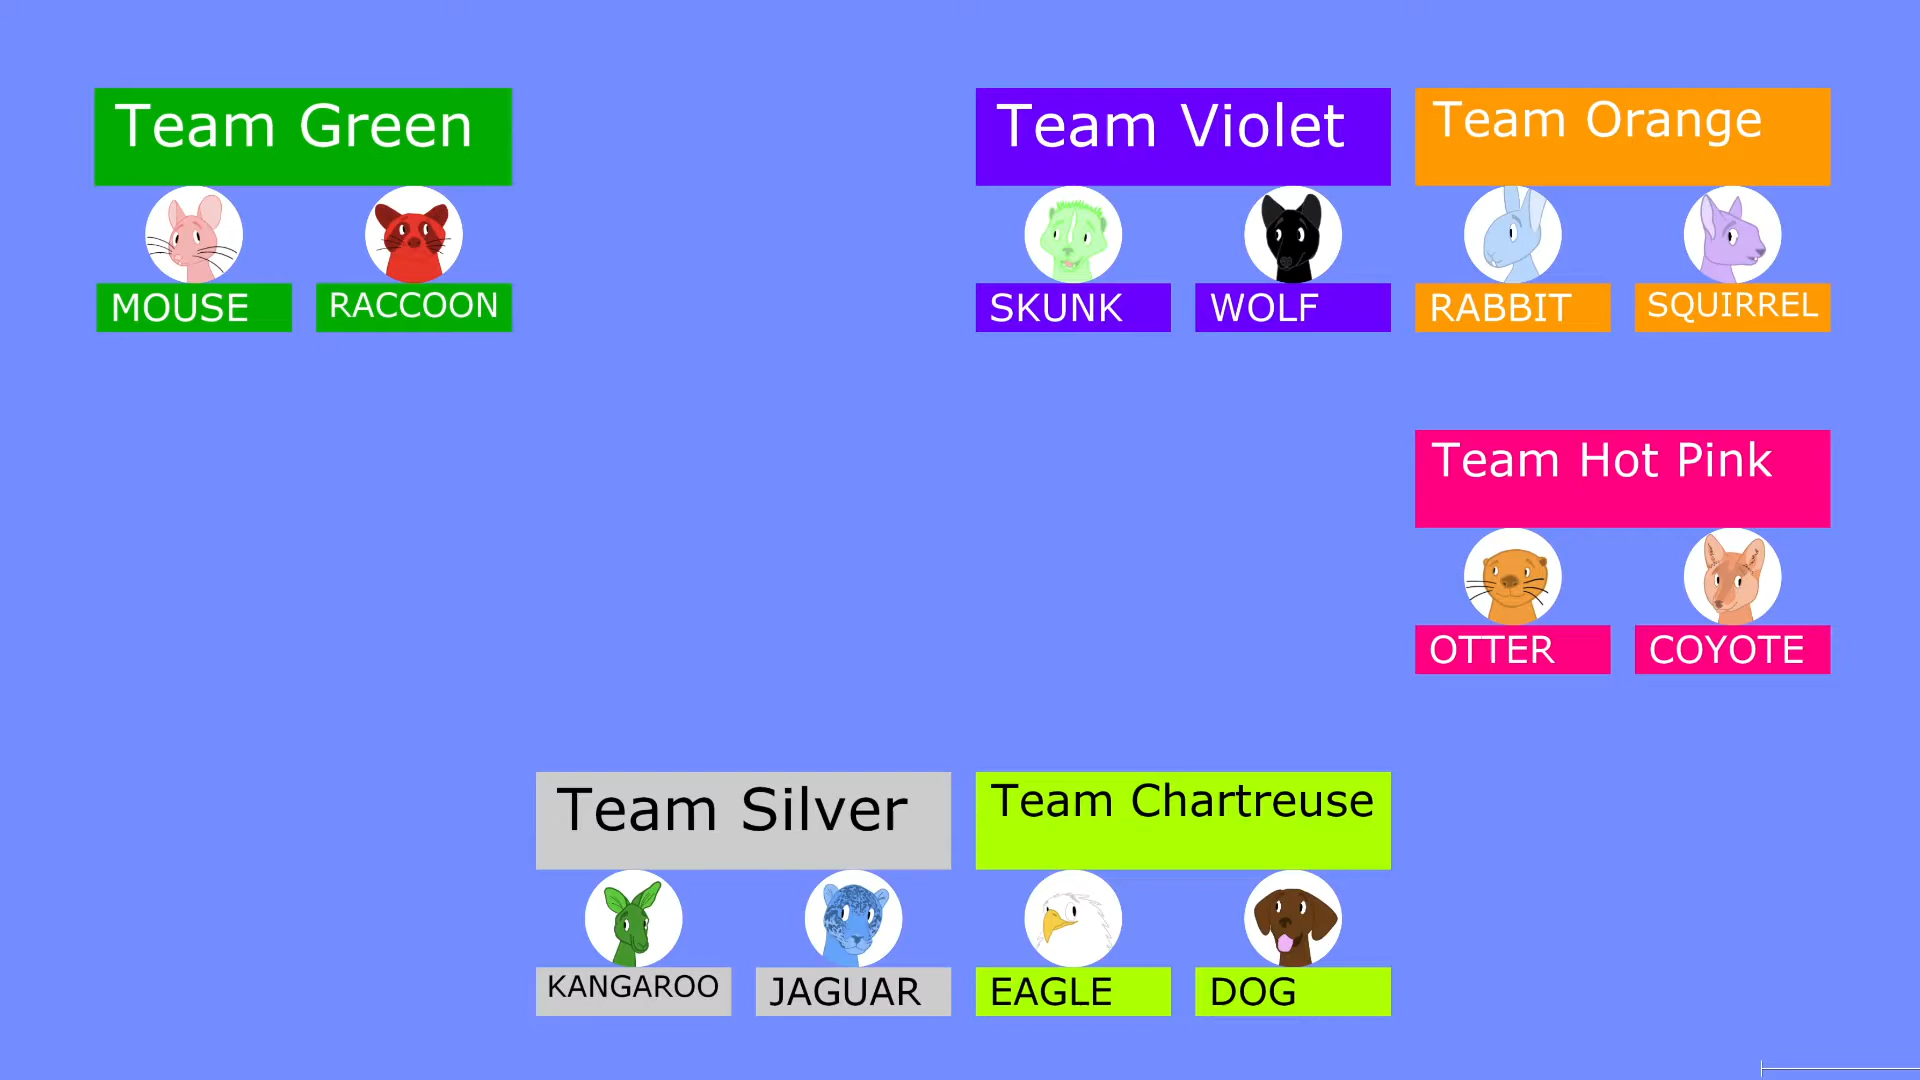 Team Green
MOUSE RACCOON
Team Violet
SKUNK WOLF
Team Orange
RABBIT SQUIRREL
Team Hot Pink
OTTER COYOTE
Team Silver
KANGAROO JAGUAR
Team Chartreuse
EAGLE DOG